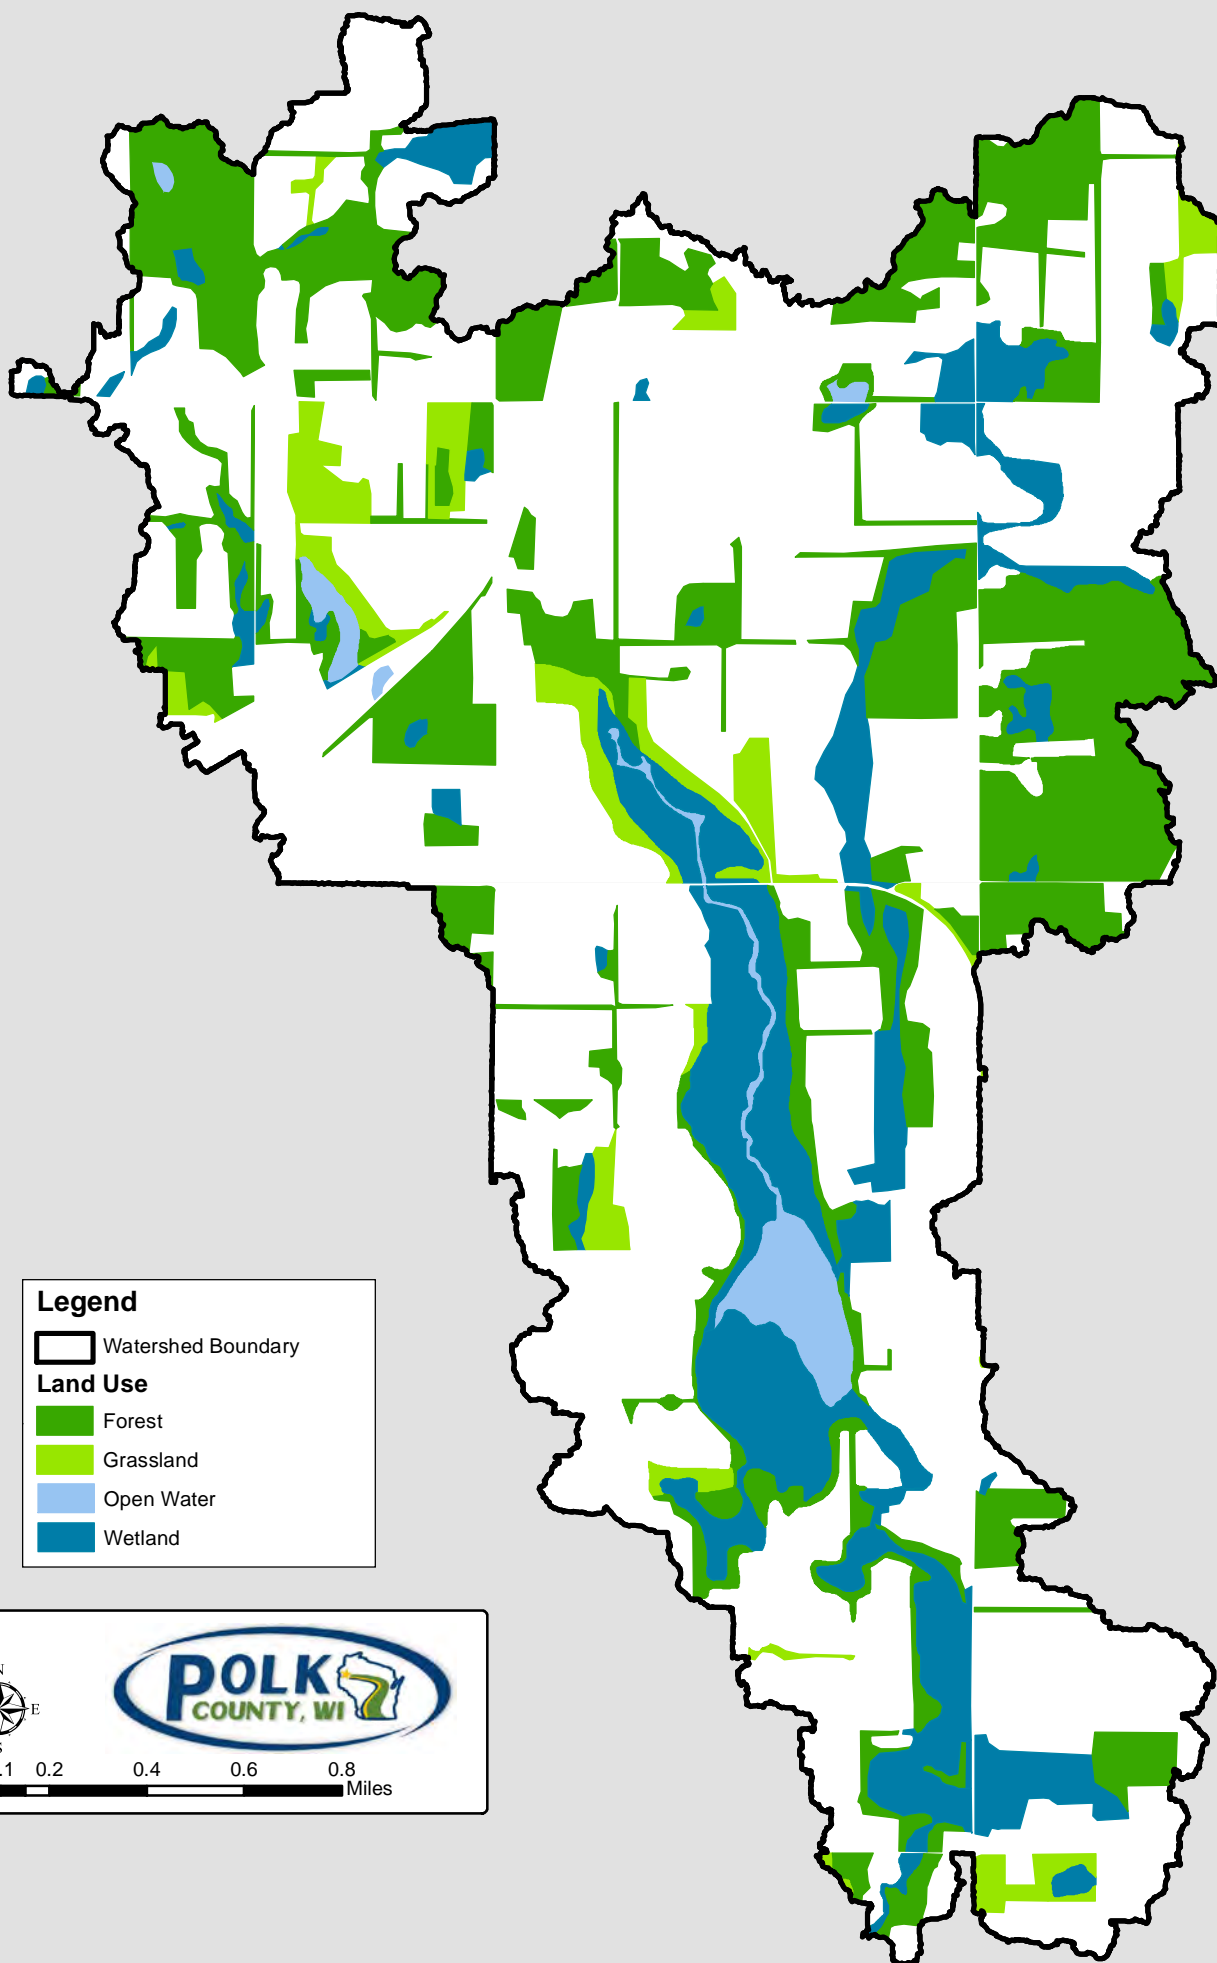 Legend
Watershed Boundary
Land Use
Forest
Grassland
Open Water
Wetland
N
E
S
POLK
COUNTY, WI
.1 0.2 0.4 0.6 0.8
Miles